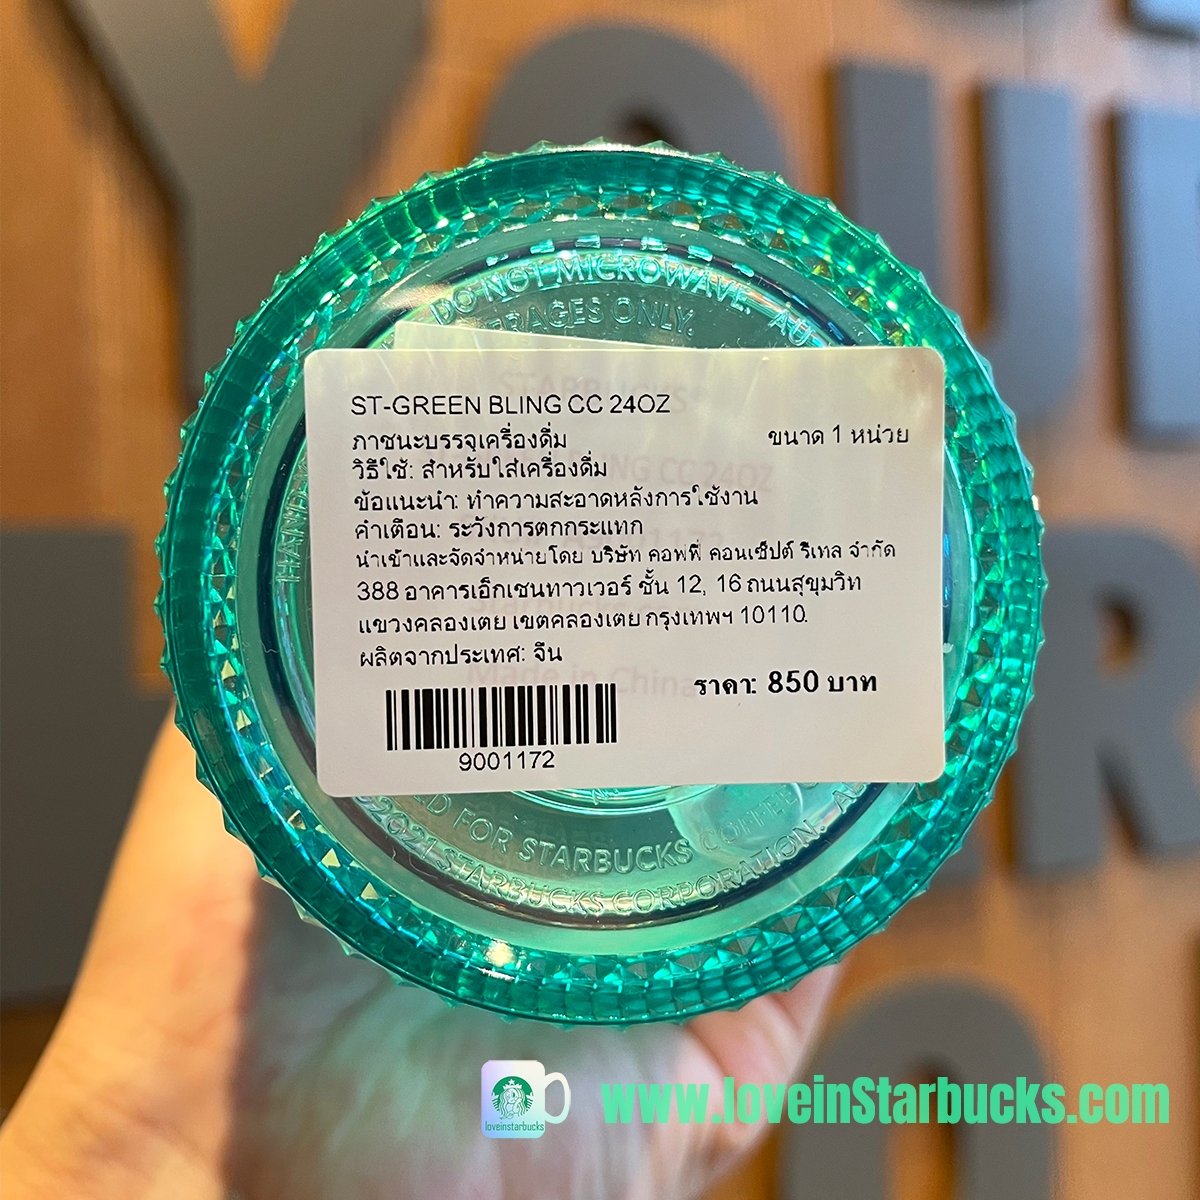 DO NOT MICROWAVE. AU
ERAGES ONLY.
ST-GREEN BLING CC 24OZ
ภาชนะบรรจุเครื่องดื่ม ขนาด 1 หน่วย
วิธีใช้: สำหรับใส่เครื่องดื่ม
ข้อแนะนำ: ทำความสะอาดหลังการใช้งาน
คำเตือน: ระวังการตกกระแทก
นำเข้าและจัดจำหน่ายโดย บริษัท คอฟฟี่ คอนเซ็ปต์ รีเทล จำกัด
388 อาคารเอ็กเชนทาวเวอร์ ชั้น 12, 16 ถนนสุขุมวิท
แขวงคลองเตย เขตคลองเตย กรุงเทพฯ 10110.
ผลิตจากประเทศ: จีน
Made in China
ราคา: 850 บาท
9001172
D FOR STARBUCKS COFFEE
©2021 STARBUCKS CORPORATION.
loveinstarbucks
www.loveinStarbucks.com